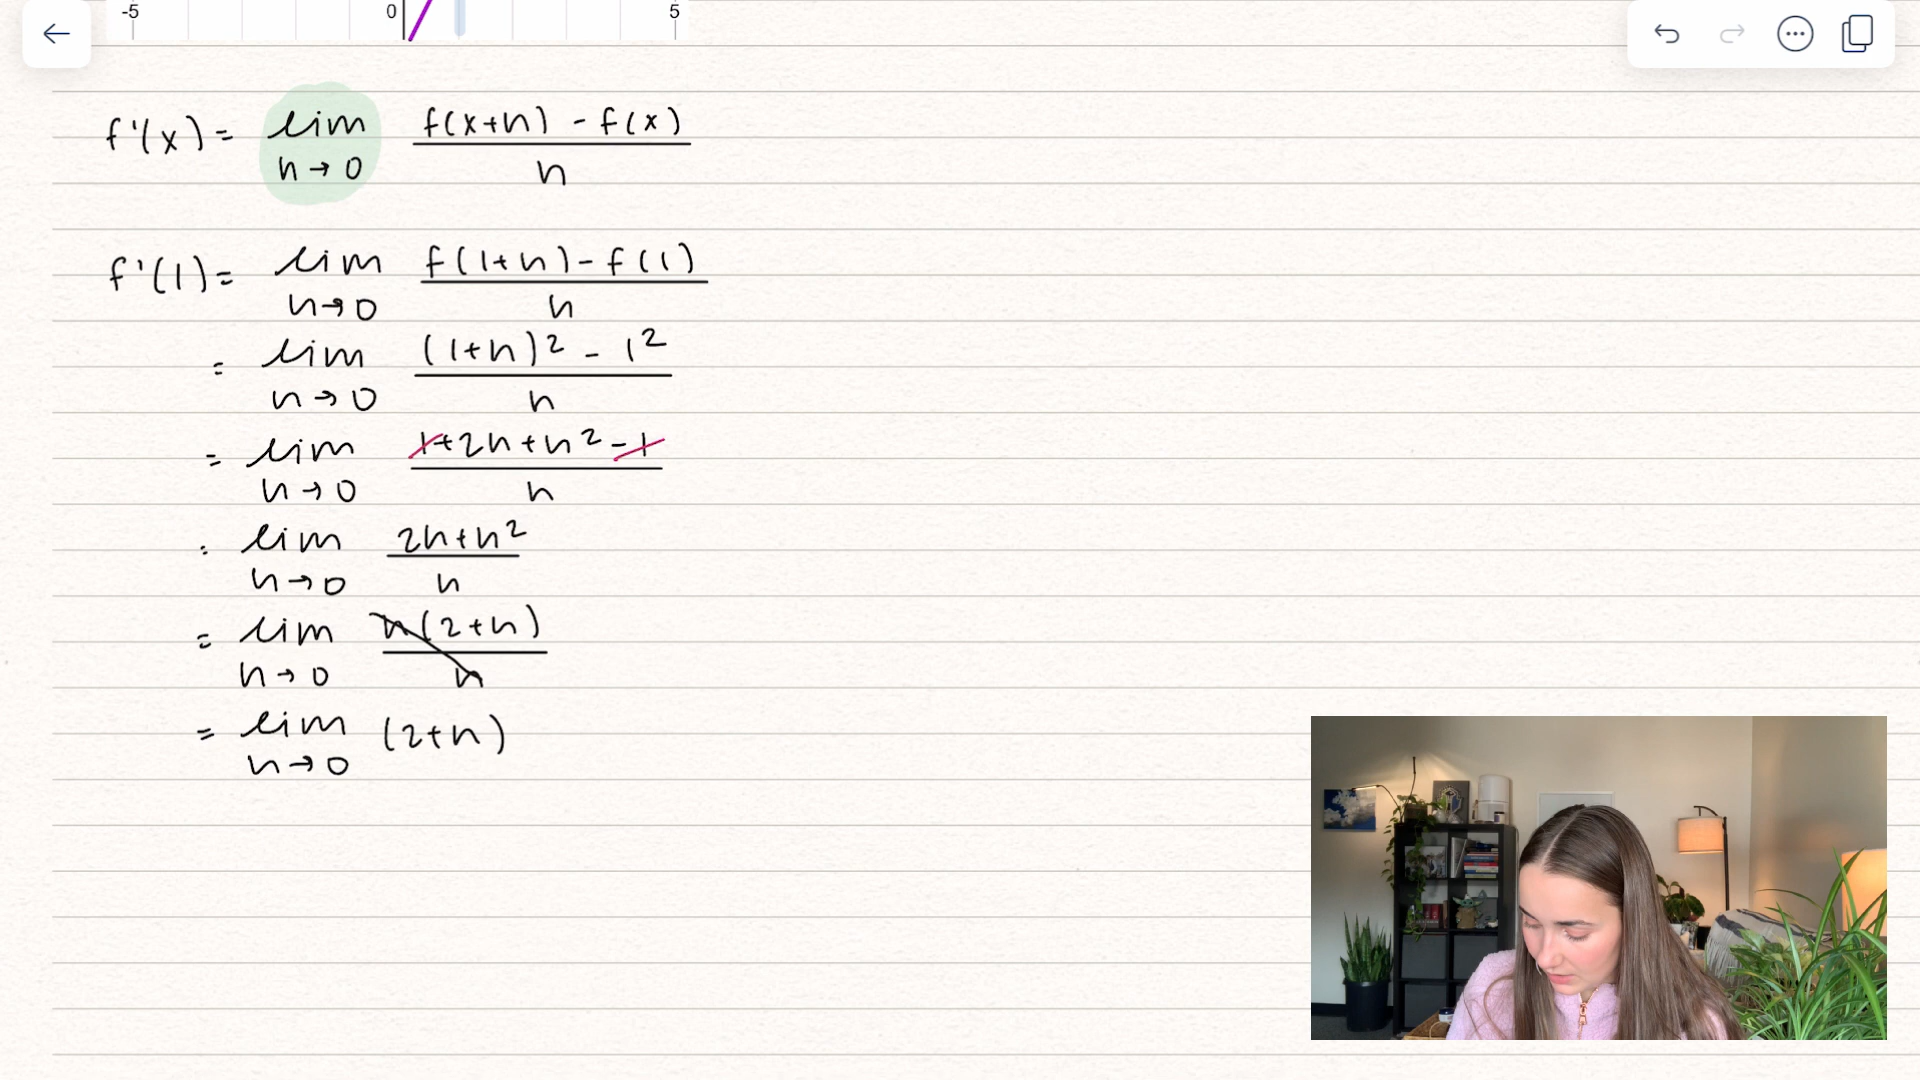 -5 0 5
f'(x) = lim h→0 f(x+h) - f(x) / h
f'(1) = lim h→0 f(1+h) - f(1) / h
= lim h→0 (1+h)² - 1² / h
= lim h→0 1+2h+h²-1 / h
= lim h→0 2h+h² / h
= lim h→0 h(2+h) / h
= lim h→0 (2+h)